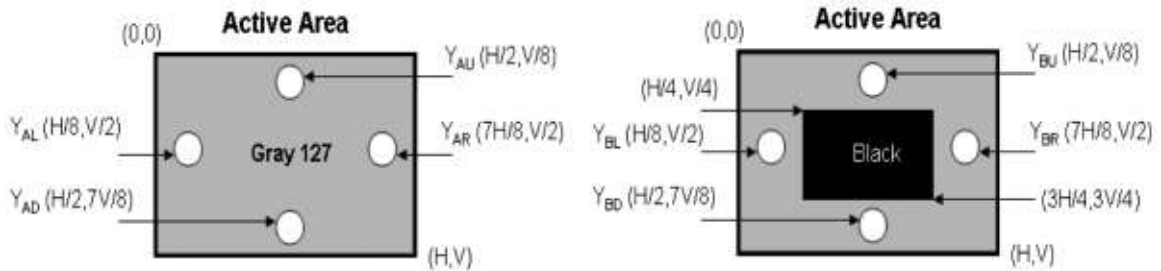 Active Area
(0,0)
Y_AU (H/2,V/8)
Y_AL (H/8,V/2)
Y_AR (7H/8,V/2)
Gray 127
Y_AD (H/2,7V/8)
(H,V)
Active Area
(0,0)
Y_BU (H/2,V/8)
(H/4,V/4)
Y_BL (H/8,V/2)
Y_BR (7H/8,V/2)
Black
Y_BD (H/2,7V/8)
(3H/4,3V/4)
(H,V)